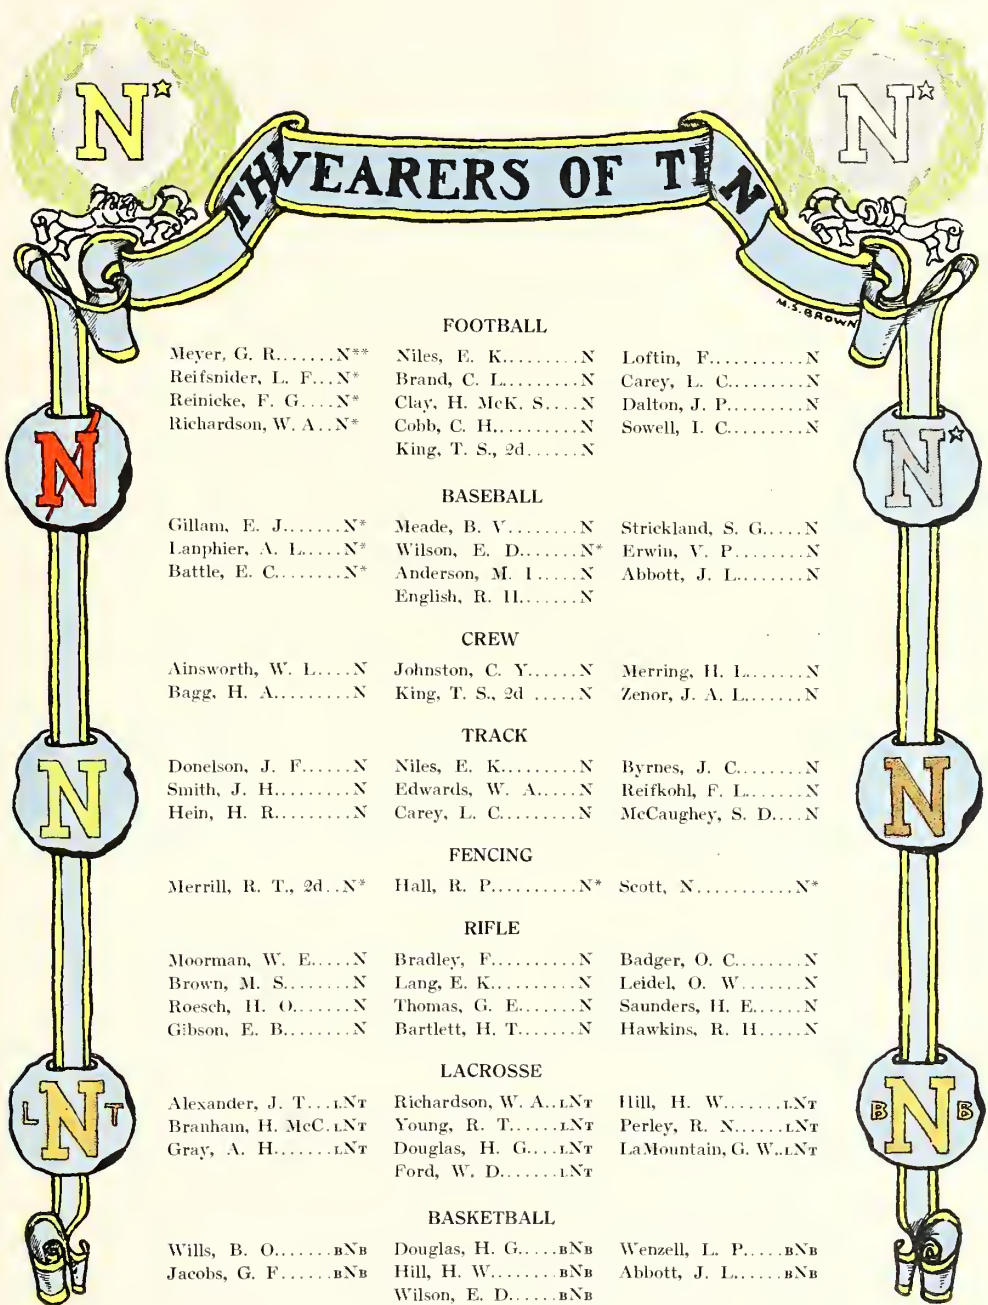 N*
N*
TH WEARERS OF TH N
M.S. BROWN
FOOTBALL
Meyer, G. R.......N** Niles, E. K.........N Loftin, F...........N
Reifsnider, L. F...N* Brand, C. L.........N Carey, L. C.........N
Reinicke, F. G....N* Clay, H. McK. S....N Dalton, J. P.........N
Richardson, W. A..N* Cobb, C. H..........N Sowell, I. C.........N
King, T. S., 2d......N
N
N*
BASEBALL
Gillam, E. J.......N* Meade, B. V........N Strickland, S. G.....N
Lanphier, A. L.....N* Wilson, E. D.......N* Erwin, V. P.........N
Battle, E. C........N* Anderson, M. I.....N Abbott, J. L........N
English, R. H.......N
CREW
Ainsworth, W. L....N Johnston, C. Y......N Merring, H. L.......N
Bagg, H. A.........N King, T. S., 2d .....N Zenor, J. A. L.......N
TRACK
Donelson, J. F......N Niles, E. K.........N Byrnes, J. C........N
Smith, J. H.........N Edwards, W. A.....N Reifkohl, F. L.......N
Hein, H. R.........N Carey, L. C.........N McCaughey, S. D....N
N
N
FENCING
Merrill, R. T., 2d..N* Hall, R. P..........N* Scott, N...........N*
RIFLE
Moorman, W. E.....N Bradley, F..........N Badger, O. C........N
Brown, M. S........N Lang, E. K.........N Leidel, O. W.......N
Roesch, H. O.......N Thomas, G. E.......N Saunders, H. E......N
Gibson, E. B........N Bartlett, H. T.......N Hawkins, R. H.....N
LACROSSE
Alexander, J. T...LNT Richardson, W. A..LNT Hill, H. W.......LNT
Branham, H. McC.LNT Young, R. T......LNT Perley, R. N......LNT
Gray, A. H.......LNT Douglas, H. G....LNT LaMountain, G. W..LNT
Ford, W. D.......LNT
LNT
BNB
BASKETBALL
Wills, B. O.......BNB Douglas, H. G.....BNB Wenzell, L. P.....BNB
Jacobs, G. F......BNB Hill, H. W........BNB Abbott, J. L......BNB
Wilson, E. D......BNB